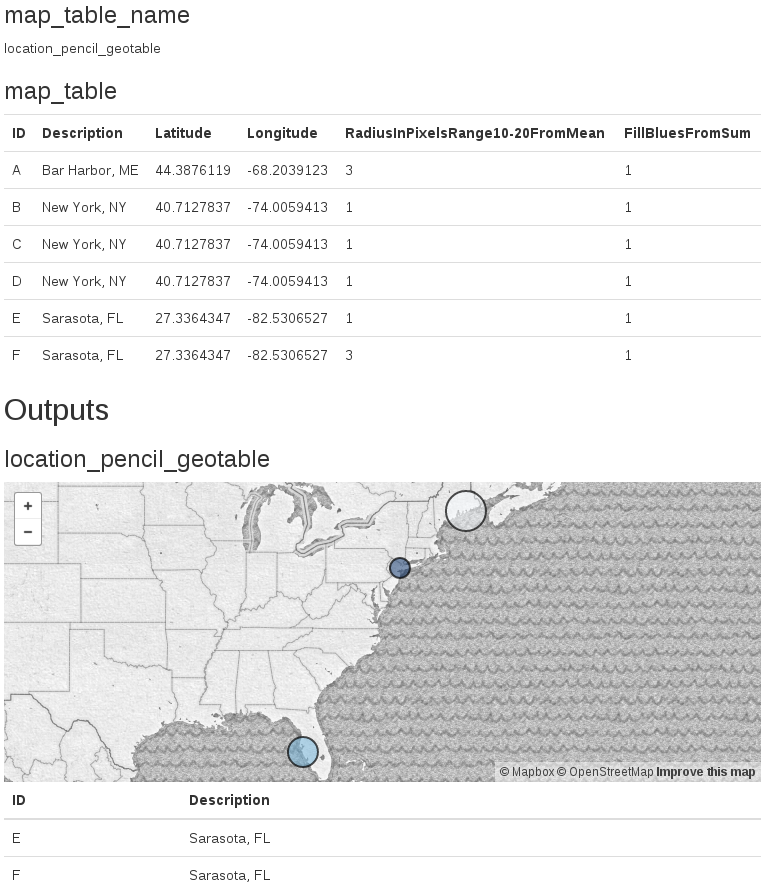 map_table_name
location_pencil_geotable
map_table
ID Description Latitude Longitude RadiusInPixelsRange10-20FromMean FillBluesFromSum
A Bar Harbor, ME 44.3876119 -68.2039123 3 1
B New York, NY 40.7127837 -74.0059413 1 1
C New York, NY 40.7127837 -74.0059413 1 1
D New York, NY 40.7127837 -74.0059413 1 1
E Sarasota, FL 27.3364347 -82.5306527 1 1
F Sarasota, FL 27.3364347 -82.5306527 3 1
Outputs
location_pencil_geotable
+
−
© Mapbox © OpenStreetMap Improve this map
ID Description
E Sarasota, FL
F Sarasota, FL